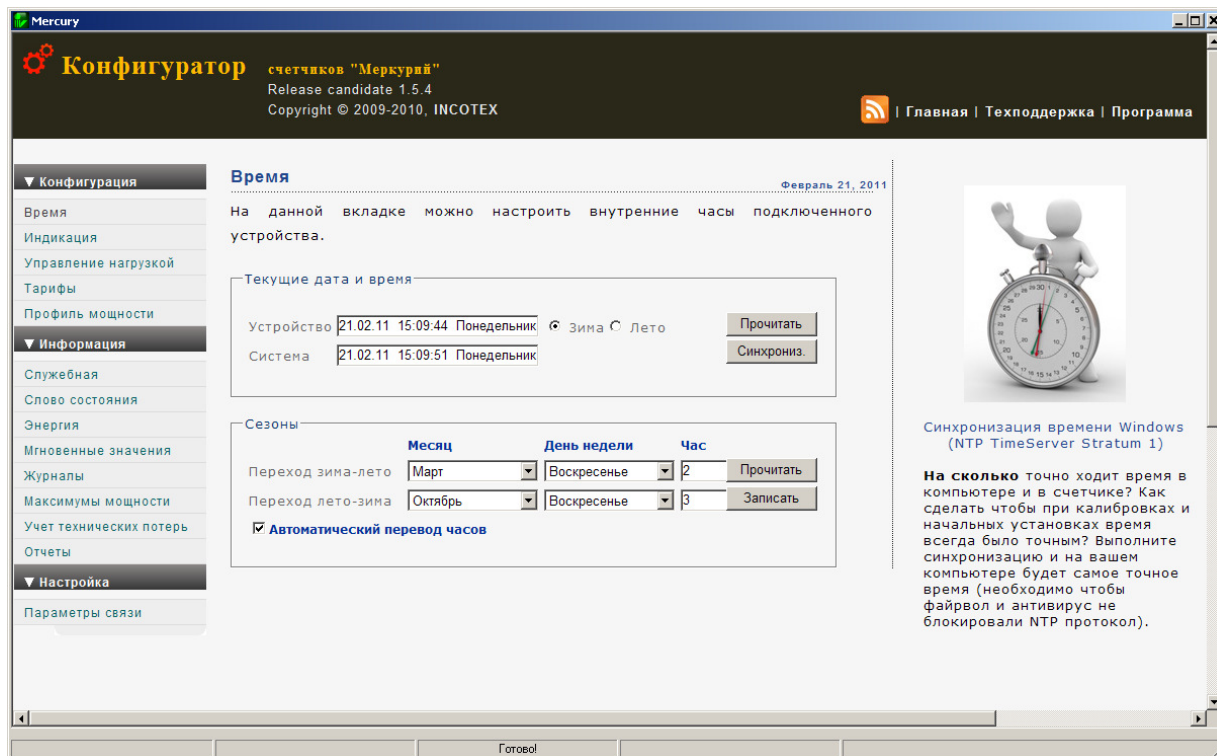 Mercury
Конфигуратор счетчиков "Меркурий"
Release candidate 1.5.4
Copyright © 2009-2010, INCOTEX
| Главная | Техподдержка | Программа
▼ Конфигурация
Время
Индикация
Управление нагрузкой
Тарифы
Профиль мощности
▼ Информация
Служебная
Слово состояния
Энергия
Мгновенные значения
Журналы
Максимумы мощности
Учет технических потерь
Отчеты
▼ Настройка
Параметры связи
Время
Февраль 21, 2011
На данной вкладке можно настроить внутренние часы подключенного
устройства.
Текущие дата и время
Устройство 21.02.11 15:09:44 Понедельник Зима Лето Прочитать
Система 21.02.11 15:09:51 Понедельник Синхрониз.
Сезоны
Месяц День недели Час
Переход зима-лето Март Воскресенье 2 Прочитать
Переход лето-зима Октябрь Воскресенье 3 Записать
Автоматический перевод часов
Синхронизация времени Windows
(NTP TimeServer Stratum 1)
На сколько точно ходит время в
компьютере и в счетчике? Как
сделать чтобы при калибровках и
начальных установках время
всегда было точным? Выполните
синхронизацию и на вашем
компьютере будет самое точное
время (необходимо чтобы
файрвол и антивирус не
блокировали NTP протокол).
Готово!